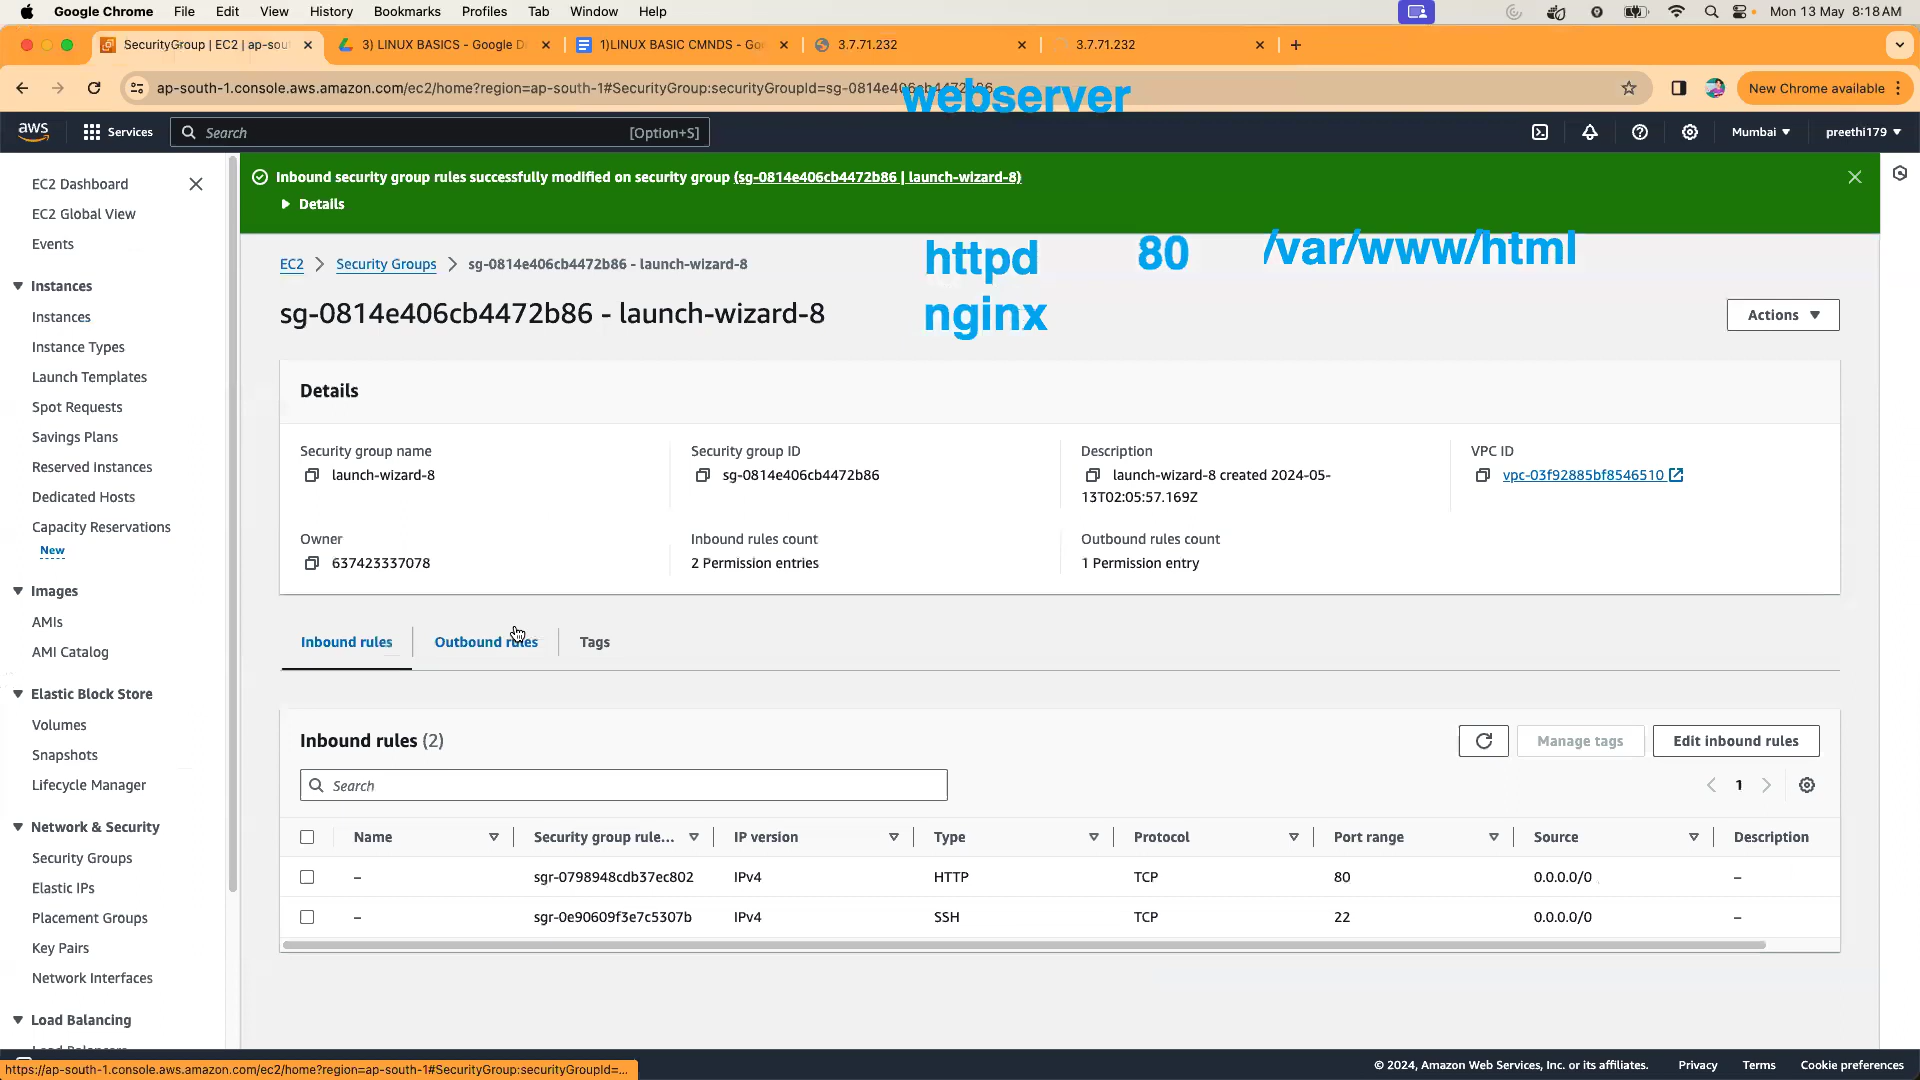 Google Chrome File Edit View History Bookmarks Profiles Tab Window Help Mon 13 May 8:18 AM
SecurityGroup | EC2 | ap-sou 3) LINUX BASICS - Google D 1)LINUX BASIC CMNDS - Go 3.7.71.232 3.7.71.232
ap-south-1.console.aws.amazon.com/ec2/home?region=ap-south-1#SecurityGroup:securityGroupId=sg-0814e406cb4472b86 New Chrome available
webserver
aws Services Search [Option+S] Mumbai preethi179
Inbound security group rules successfully modified on security group (sg-0814e406cb4472b86 | launch-wizard-8)
Details
httpd 80 /var/www/html
nginx
EC2 Security Groups sg-0814e406cb4472b86 - launch-wizard-8
sg-0814e406cb4472b86 - launch-wizard-8
Actions
EC2 Dashboard
EC2 Global View
Events
Instances
Instances
Instance Types
Launch Templates
Spot Requests
Savings Plans
Reserved Instances
Dedicated Hosts
Capacity Reservations
New
Images
AMIs
AMI Catalog
Elastic Block Store
Volumes
Snapshots
Lifecycle Manager
Network & Security
Security Groups
Elastic IPs
Placement Groups
Key Pairs
Network Interfaces
Load Balancing
Details
Security group name
launch-wizard-8
Security group ID
sg-0814e406cb4472b86
Description
launch-wizard-8 created 2024-05-
13T02:05:57.169Z
VPC ID
vpc-03f92885bf8546510
Owner
637423337078
Inbound rules count
2 Permission entries
Outbound rules count
1 Permission entry
Inbound rules Outbound rules Tags
Inbound rules (2)
Manage tags Edit inbound rules
Search
1
Name Security group rule... IP version Type Protocol Port range Source Description
– sgr-0798948cdb37ec802 IPv4 HTTP TCP 80 0.0.0.0/0 –
– sgr-0e90609f3e7c5307b IPv4 SSH TCP 22 0.0.0.0/0 –
https://ap-south-1.console.aws.amazon.com/ec2/home?region=ap-south-1#SecurityGroup:securityGroupId=...
© 2024, Amazon Web Services, Inc. or its affiliates. Privacy Terms Cookie preferences